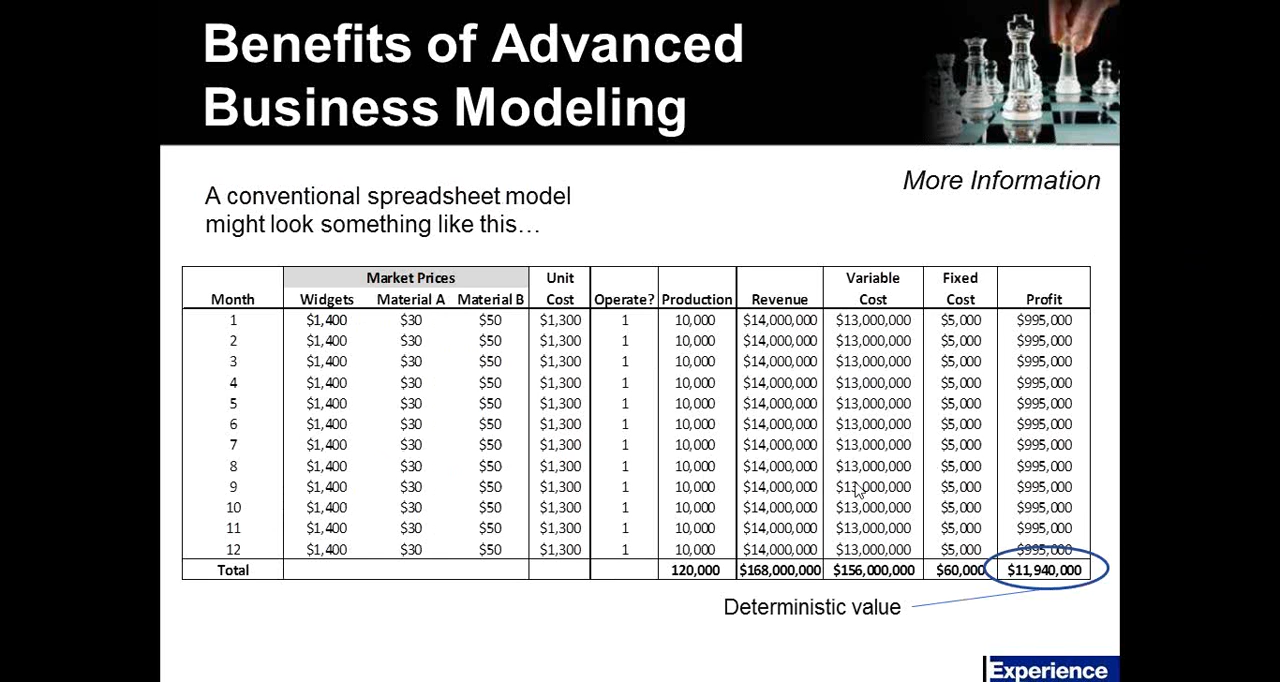 Benefits of Advanced
Business Modeling
More Information
A conventional spreadsheet model
might look something like this…
Market Prices Unit Variable Fixed
Month Widgets Material A Material B Cost Operate? Production Revenue Cost Cost Profit
1 $1,400 $30 $50 $1,300 1 10,000 $14,000,000 $13,000,000 $5,000 $995,000
2 $1,400 $30 $50 $1,300 1 10,000 $14,000,000 $13,000,000 $5,000 $995,000
3 $1,400 $30 $50 $1,300 1 10,000 $14,000,000 $13,000,000 $5,000 $995,000
4 $1,400 $30 $50 $1,300 1 10,000 $14,000,000 $13,000,000 $5,000 $995,000
5 $1,400 $30 $50 $1,300 1 10,000 $14,000,000 $13,000,000 $5,000 $995,000
6 $1,400 $30 $50 $1,300 1 10,000 $14,000,000 $13,000,000 $5,000 $995,000
7 $1,400 $30 $50 $1,300 1 10,000 $14,000,000 $13,000,000 $5,000 $995,000
8 $1,400 $30 $50 $1,300 1 10,000 $14,000,000 $13,000,000 $5,000 $995,000
9 $1,400 $30 $50 $1,300 1 10,000 $14,000,000 $13,000,000 $5,000 $995,000
10 $1,400 $30 $50 $1,300 1 10,000 $14,000,000 $13,000,000 $5,000 $995,000
11 $1,400 $30 $50 $1,300 1 10,000 $14,000,000 $13,000,000 $5,000 $995,000
12 $1,400 $30 $50 $1,300 1 10,000 $14,000,000 $13,000,000 $5,000 $995,000
Total 120,000 $168,000,000 $156,000,000 $60,000 $11,940,000
Deterministic value
Experience